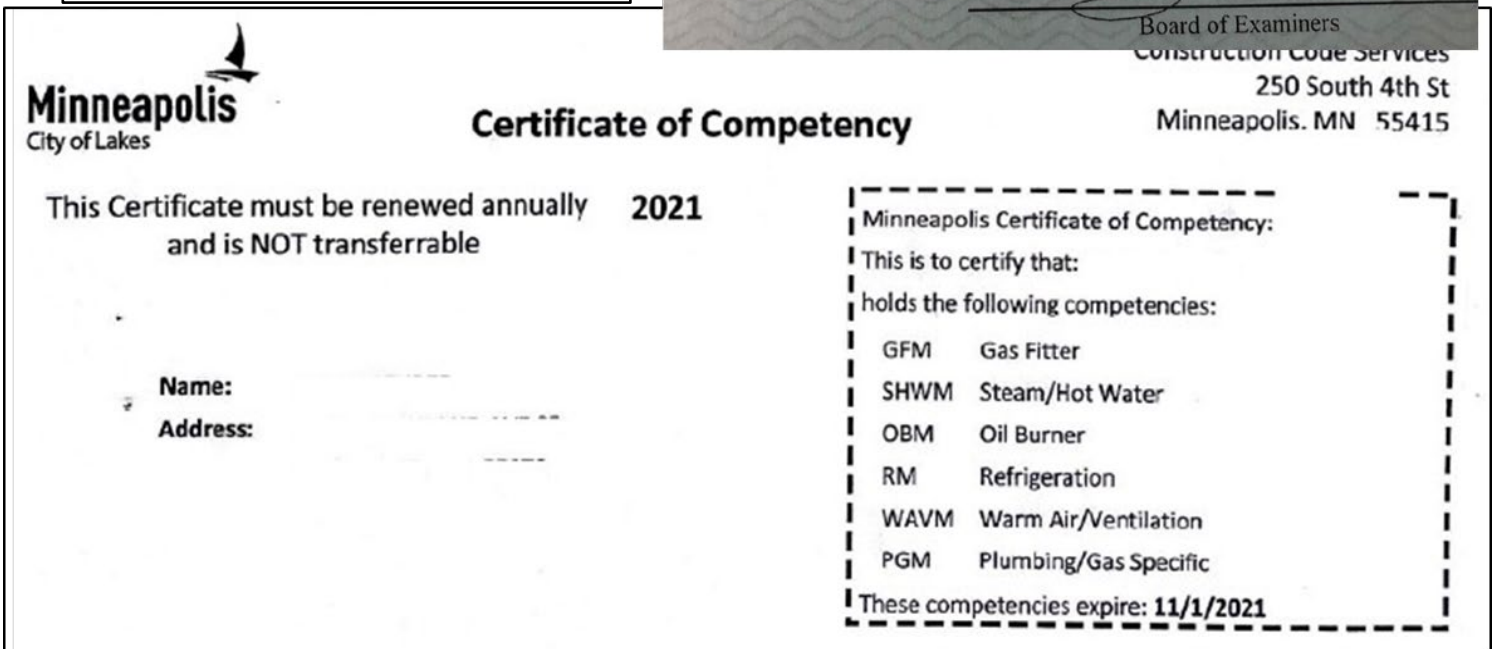 Board of Examiners
Construction Code Services
250 South 4th St
Minneapolis. MN 55415
Minneapolis
City of Lakes
Certificate of Competency
This Certificate must be renewed annually 2021
and is NOT transferrable
Name:
Address:
Minneapolis Certificate of Competency:
This is to certify that:
holds the following competencies:
GFM Gas Fitter
SHWM Steam/Hot Water
OBM Oil Burner
RM Refrigeration
WAVM Warm Air/Ventilation
PGM Plumbing/Gas Specific
These competencies expire: 11/1/2021